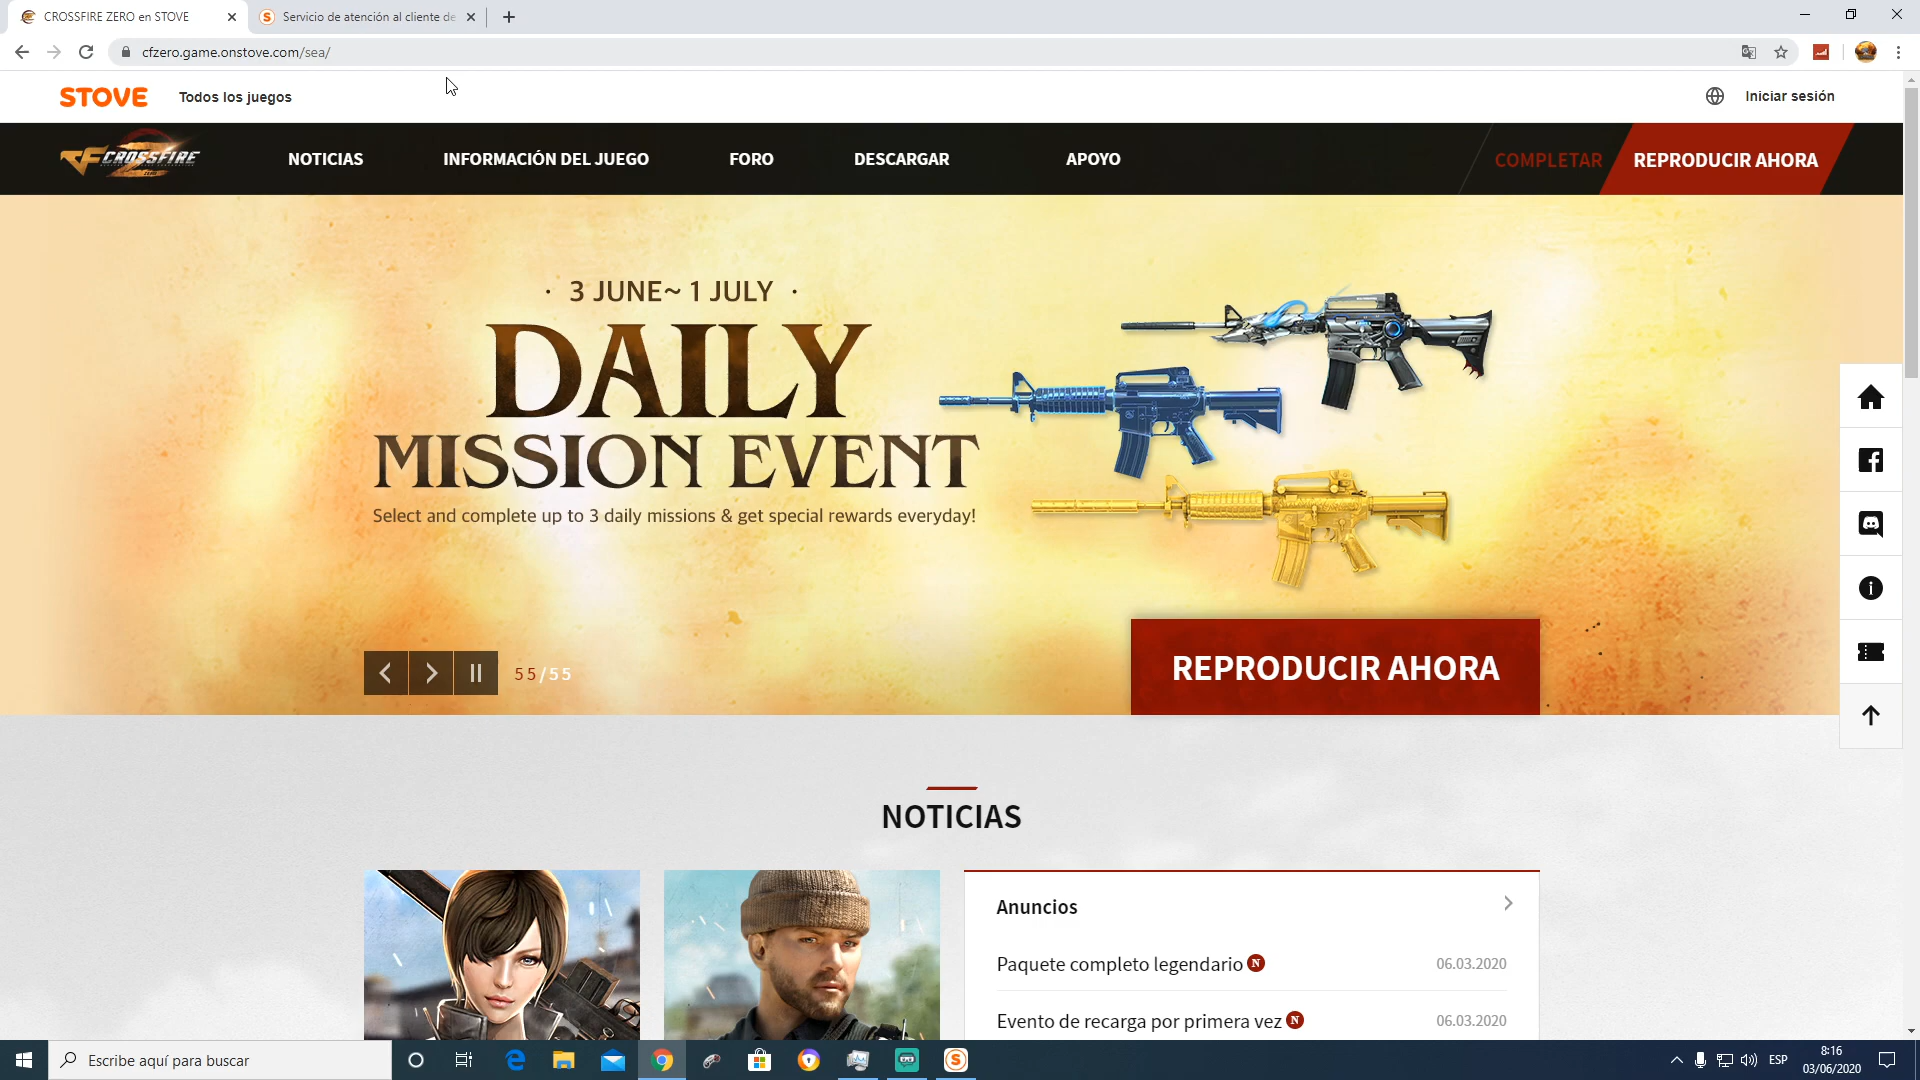 CROSSFIRE ZERO en STOVE
Servicio de atención al cliente de
cfzero.game.onstove.com/sea/
STOVE
Todos los juegos
Iniciar sesión
CROSSFIRE
ZERO
NOTICIAS
INFORMACIÓN DEL JUEGO
FORO
DESCARGAR
APOYO
COMPLETAR
REPRODUCIR AHORA
· 3 JUNE~ 1 JULY ·
DAILY
MISSION EVENT
Select and complete up to 3 daily missions & get special rewards everyday!
55/55
REPRODUCIR AHORA
NOTICIAS
Anuncios
Paquete completo legendario N
06.03.2020
Evento de recarga por primera vez N
06.03.2020
Escribe aquí para buscar
ESP
8:16
03/06/2020